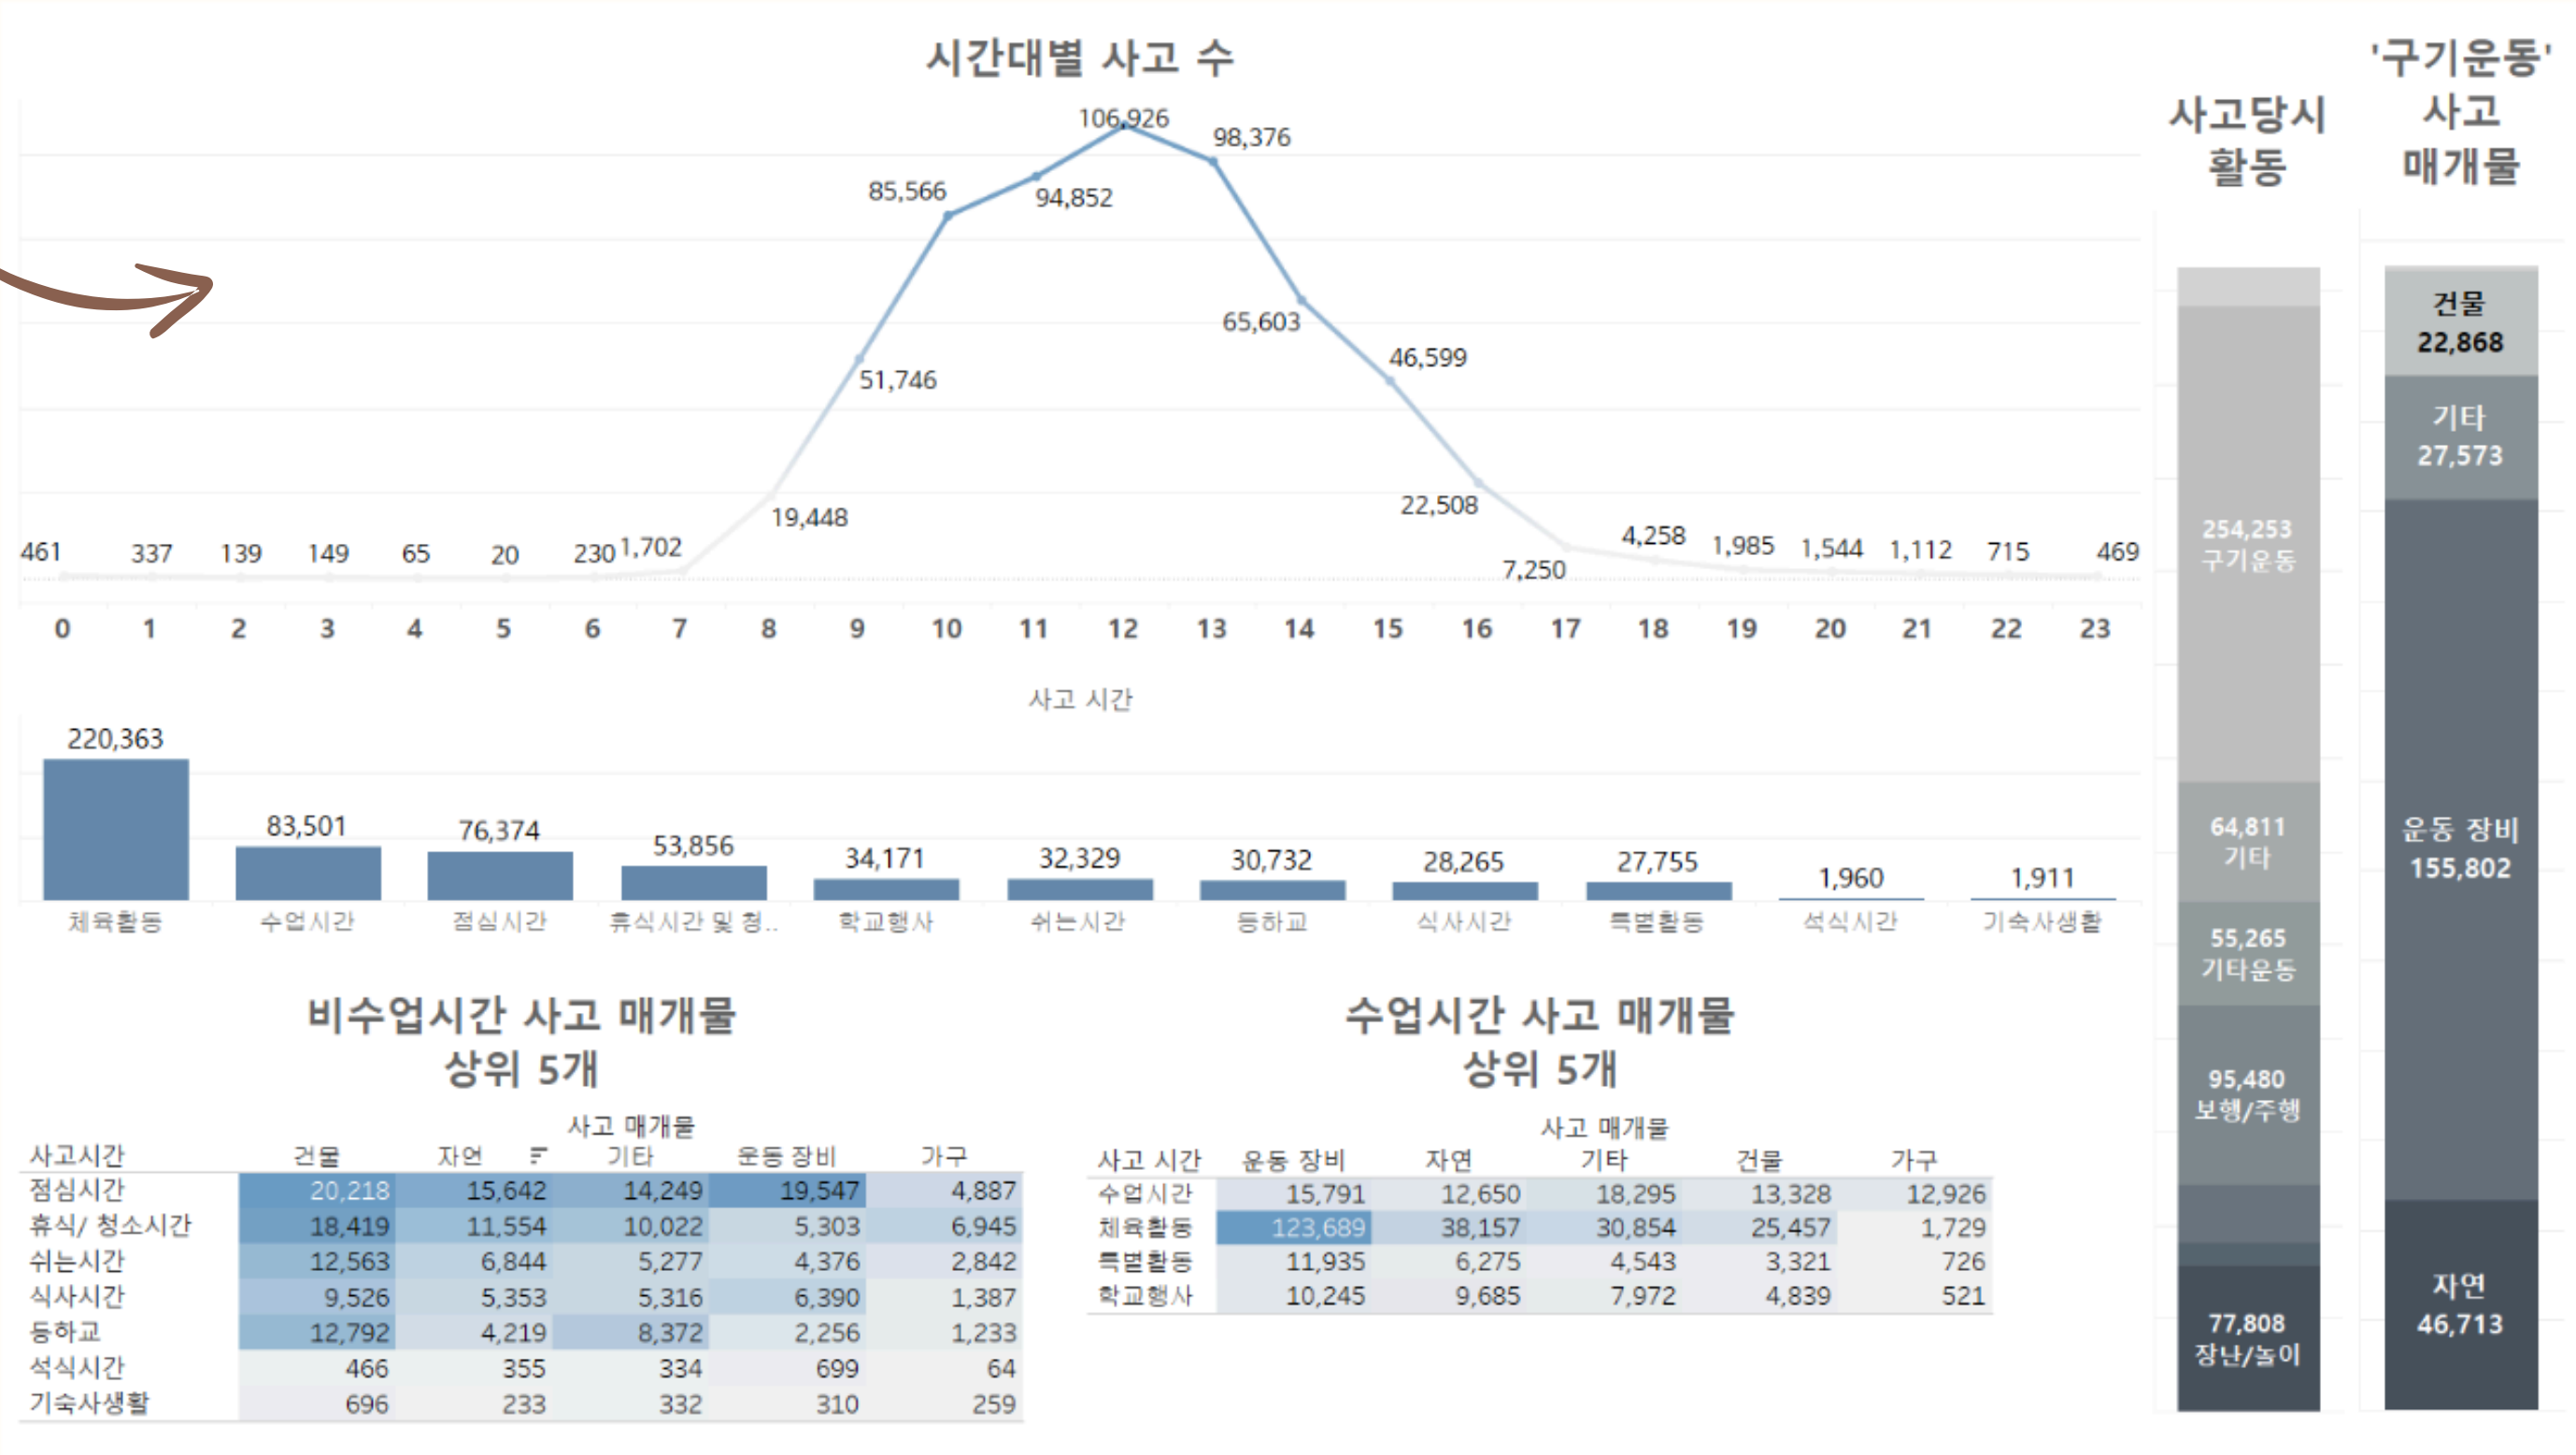 시간대별 사고 수
106,926
98,376
85,566
94,852
65,603
46,599
51,746
22,508
19,448
461 337 139 149 65 20 230 1,702
7,250 4,258 1,985 1,544 1,112 715 469
0 1 2 3 4 5 6 7 8 9 10 11 12 13 14 15 16 17 18 19 20 21 22 23
사고 시간
220,363 83,501 76,374 53,856 34,171 32,329 30,732 28,265 27,755 1,960 1,911
체육활동 수업시간 점심시간 휴식시간 및 청.. 학교행사 쉬는시간 등하교 식사시간 특별활동 석식시간 기숙사생활
비수업시간 사고 매개물
상위 5개
사고 매개물
사고시간 건물 자연 기타 운동 장비 가구
점심시간 20,218 15,642 14,249 19,547 4,887
휴식/ 청소시간 18,419 11,554 10,022 5,303 6,945
쉬는시간 12,563 6,844 5,277 4,376 2,842
식사시간 9,526 5,353 5,316 6,390 1,387
등하교 12,792 4,219 8,372 2,256 1,233
석식시간 466 355 334 699 64
기숙사생활 696 233 332 310 259
수업시간 사고 매개물
상위 5개
사고 매개물
사고 시간 운동 장비 자연 기타 건물 가구
수업시간 15,791 12,650 18,295 13,328 12,926
체육활동 123,689 38,157 30,854 25,457 1,729
특별활동 11,935 6,275 4,543 3,321 726
학교행사 10,245 9,685 7,972 4,839 521
사고당시
활동
254,253
구기운동
64,811
기타
55,265
기타운동
95,480
보행/주행
77,808
장난/놀이
'구기운동'
사고
매개물
건물
22,868
기타
27,573
운동 장비
155,802
자연
46,713